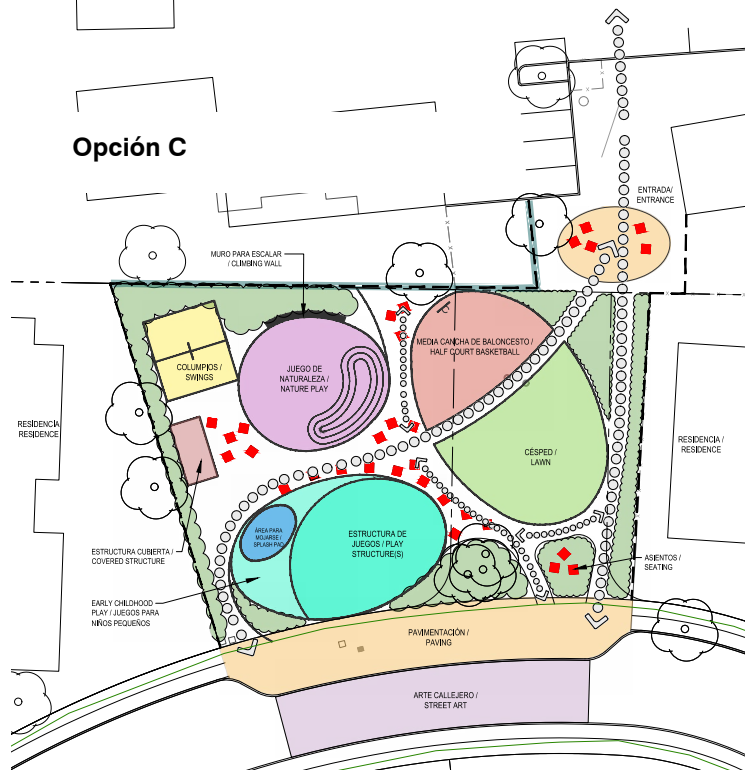 Opción C
ENTRADA/
ENTRANCE
MURO PARA ESCALAR
/ CLIMBING WALL
MEDIA CANCHA DE BALONCESTO /
HALF COURT BASKETBALL
COLUMPIOS /
SWINGS
JUEGO DE
NATURALEZA /
NATURE PLAY
RESIDENCÍA
RESIDENCE
RESIDENCIA /
RESIDENCE
CÉSPED /
LAWN
ÁREA PARA
MOJARSE /
SPLASH PAD
ESTRUCTURA DE
JUEGOS / PLAY
STRUCTURE(S)
ESTRUCTURA CUBIERTA /
COVERED STRUCTURE
ASIENTOS /
SEATING
EARLY CHILDHOOD
PLAY / JUEGOS PARA
NIÑOS PEQUEÑOS
PAVIMENTACIÓN /
PAVING
ARTE CALLEJERO /
STREET ART